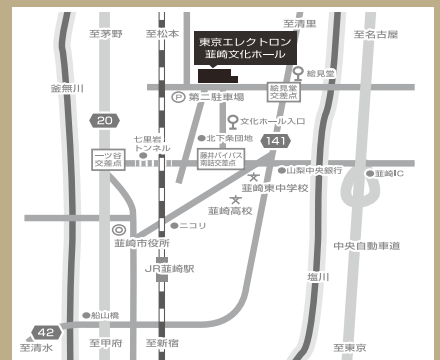 至清里
至茅野
至松本
至名古屋
東京エレクトロン
韮崎文化ホール
絵見堂
釜無川
P 第二駐車場
絵見堂
交差点
20
文化ホール入口
七里岩
トンネル
北下条団地
141
一ツ谷
交差点
藤井バイパス
南詰交差点
山梨中央銀行
韮崎IC
韮崎東中学校
韮崎高校
ニコリ
韮崎市役所
中央自動車道
JR韮崎駅
塩川
船山橋
42
至清水
至甲府
至新宿
至東京